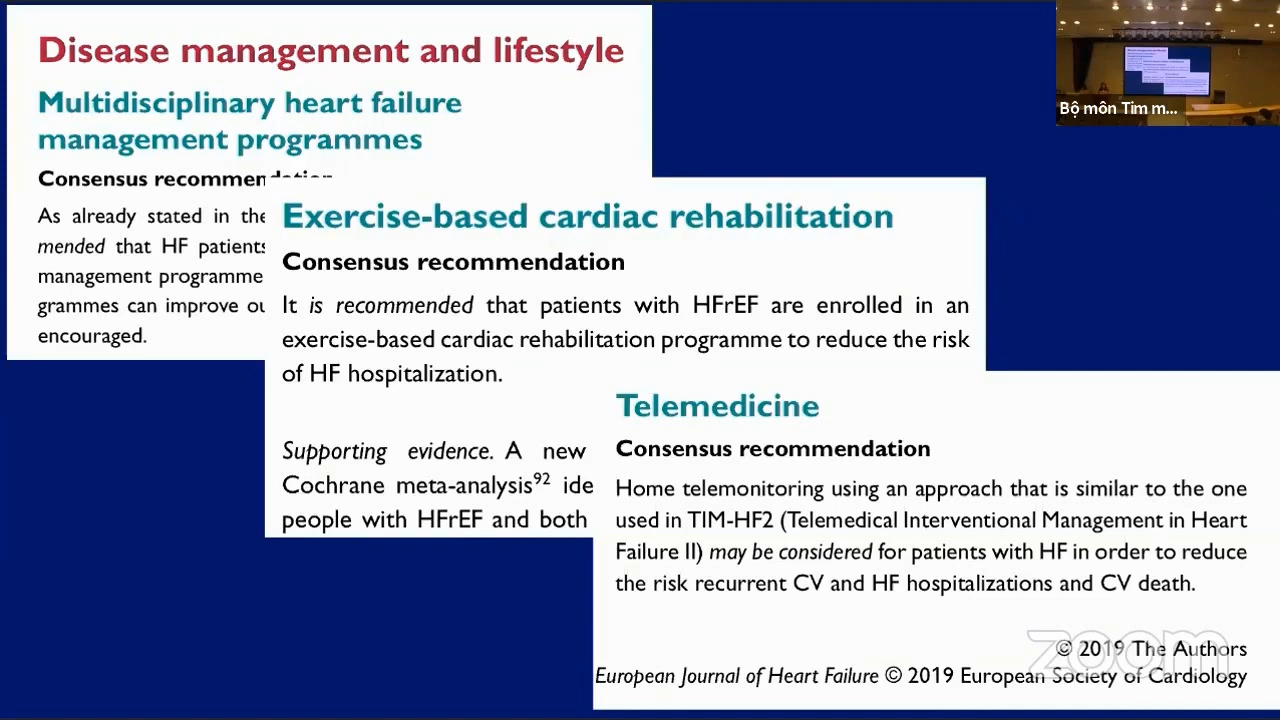 Disease management and lifestyle
Multidisciplinary heart failure
management programmes
Consensus recommendation
As already stated in the
mended that HF patients
management programme
grammes can improve ou
encouraged.
Exercise-based cardiac rehabilitation
Consensus recommendation
It is recommended that patients with HFrEF are enrolled in an
exercise-based cardiac rehabilitation programme to reduce the risk
of HF hospitalization.
Supporting evidence. A new
Cochrane meta-analysis92 ide
people with HFrEF and both
Telemedicine
Consensus recommendation
Home telemonitoring using an approach that is similar to the one
used in TIM-HF2 (Telemedical Interventional Management in Heart
Failure II) may be considered for patients with HF in order to reduce
the risk recurrent CV and HF hospitalizations and CV death.
© 2019 The Authors
European Journal of Heart Failure © 2019 European Society of Cardiology
zoom
Bộ môn Tim m...